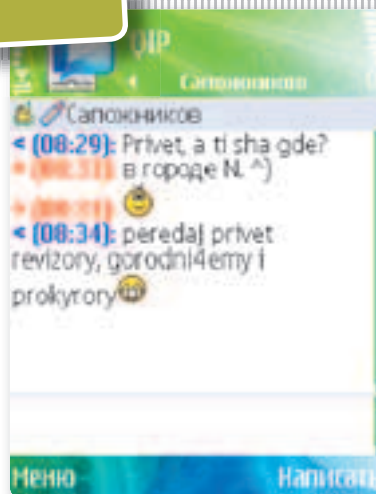 QIP
Сапожников
Сапожников
< (08:29): Privet, a ti sha gde?
в городе N. ^)
< (08:34): peredaj privet
revizory, gorodni4emy i
prokyrory
Меню Написать